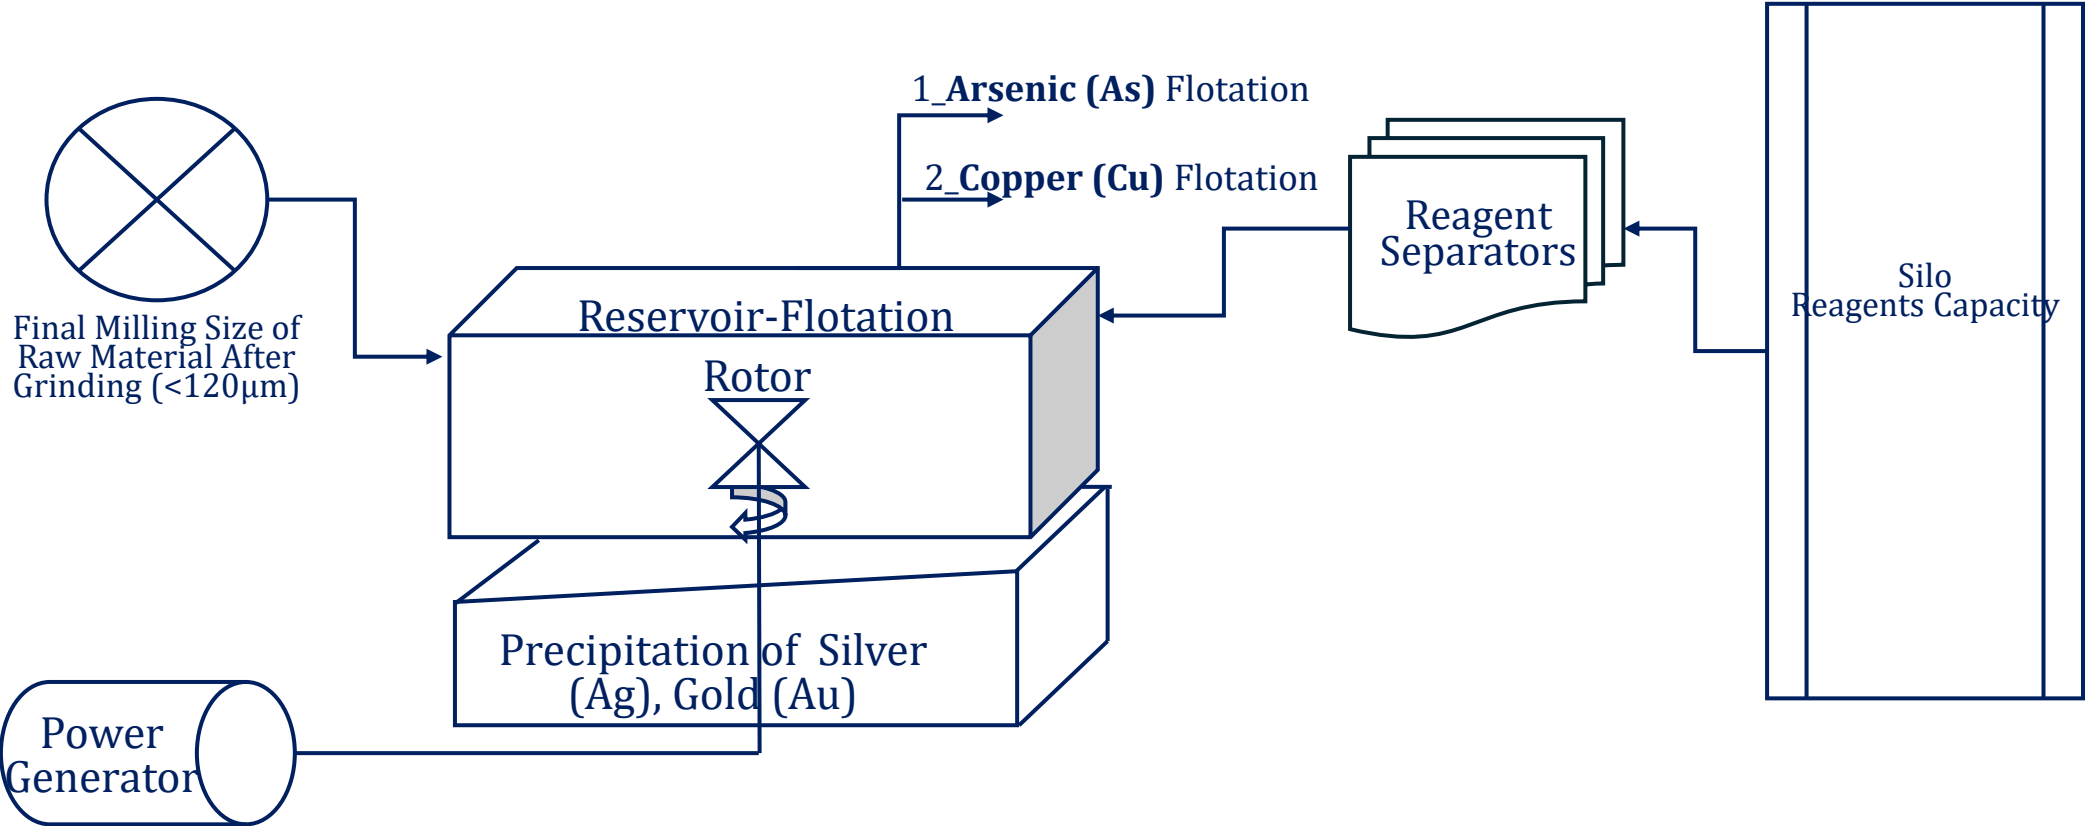 1_Arsenic (As) Flotation
2_Copper (Cu) Flotation
Reagent
Separators
Silo
Reagents Capacity
Final Milling Size of
Raw Material After
Grinding (<120µm)
Reservoir-Flotation
Rotor
Precipitation of Silver
(Ag), Gold (Au)
Power
Generator